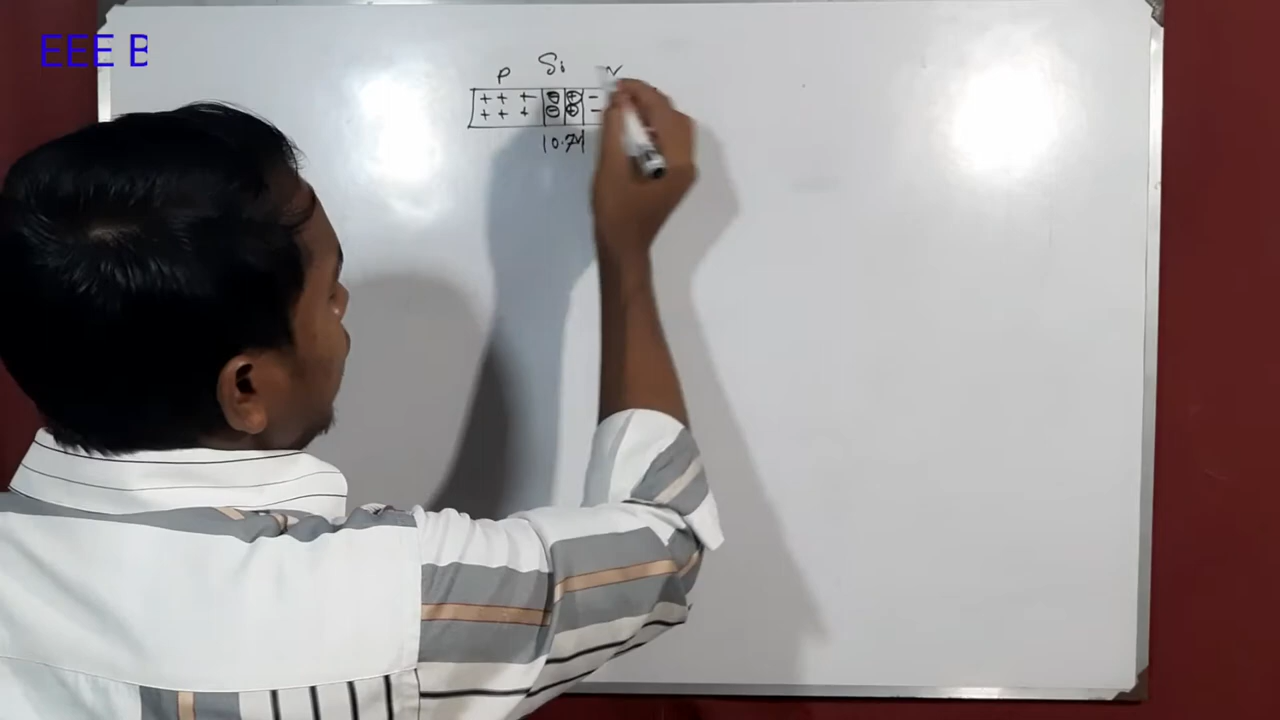 EEE B
Si
P N
+ + + ⊖ ⊕ -
+ + + ⊖ ⊕ -
0.7V